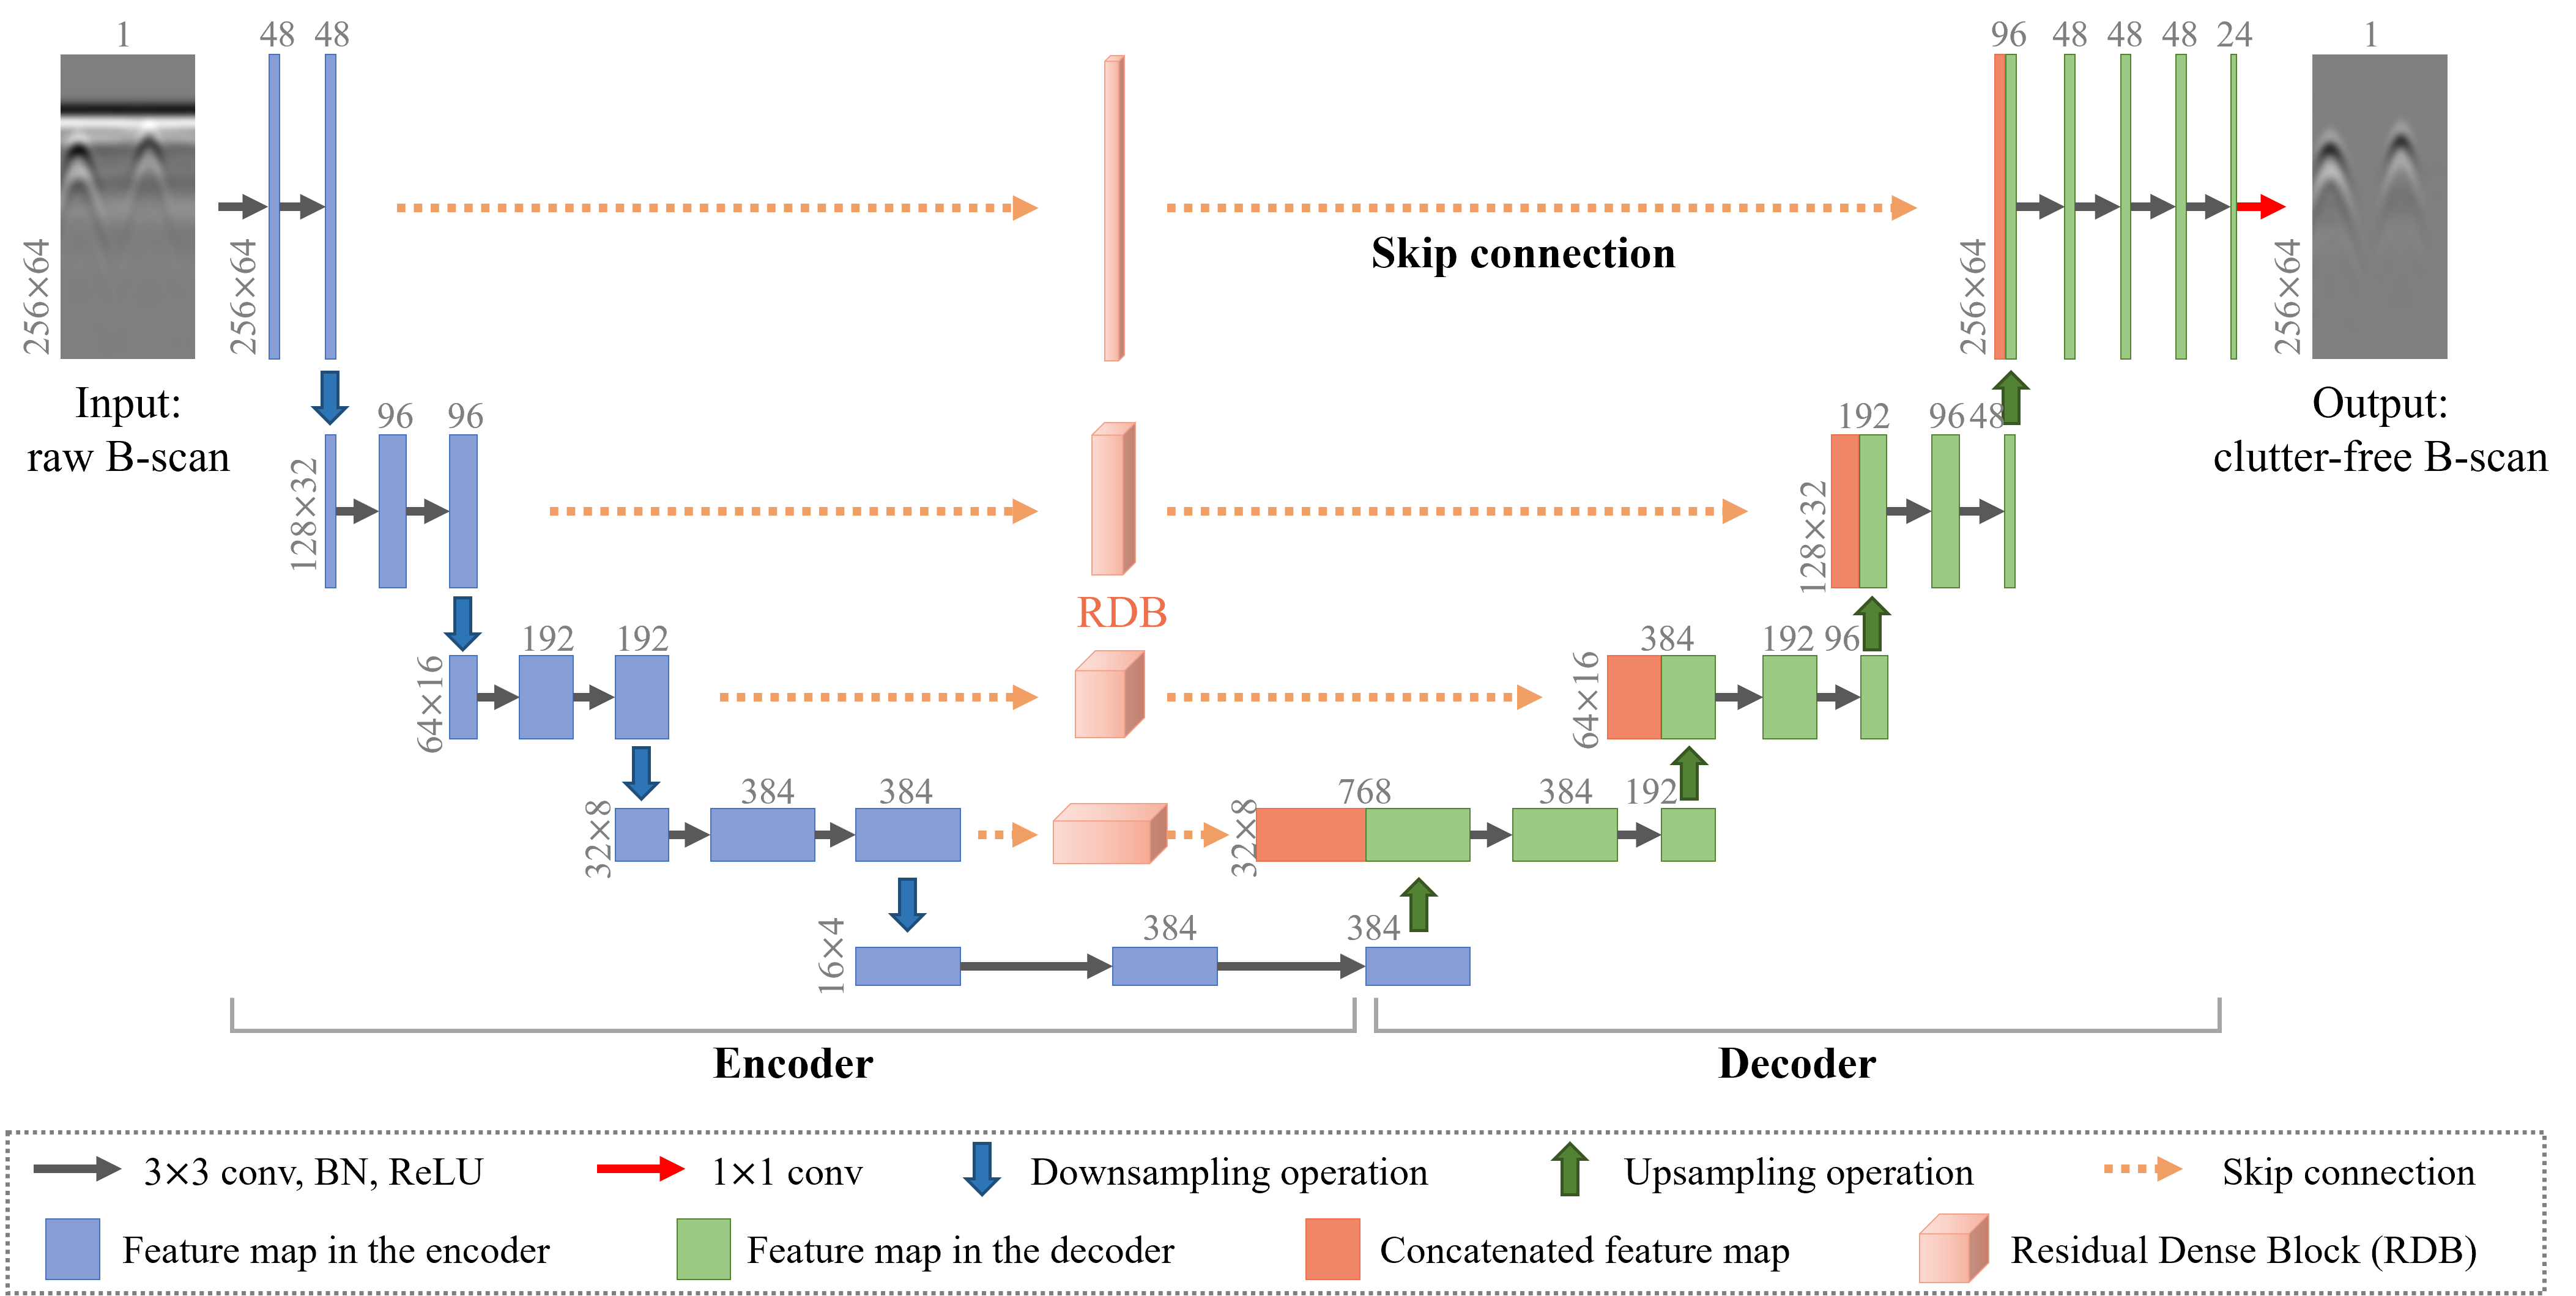 1
48
48
96
48
48
48
24
1
256×64
256×64
256×64
256×64
Skip connection
Input:
raw B-scan
Output:
clutter-free B-scan
96
96
192
96
48
128×32
128×32
RDB
192
192
384
192
96
64×16
64×16
384
384
768
384
192
32×8
32×8
384
384
16×4
Encoder
Decoder
3×3 conv, BN, ReLU
1×1 conv
Downsampling operation
Upsampling operation
Skip connection
Feature map in the encoder
Feature map in the decoder
Concatenated feature map
Residual Dense Block (RDB)